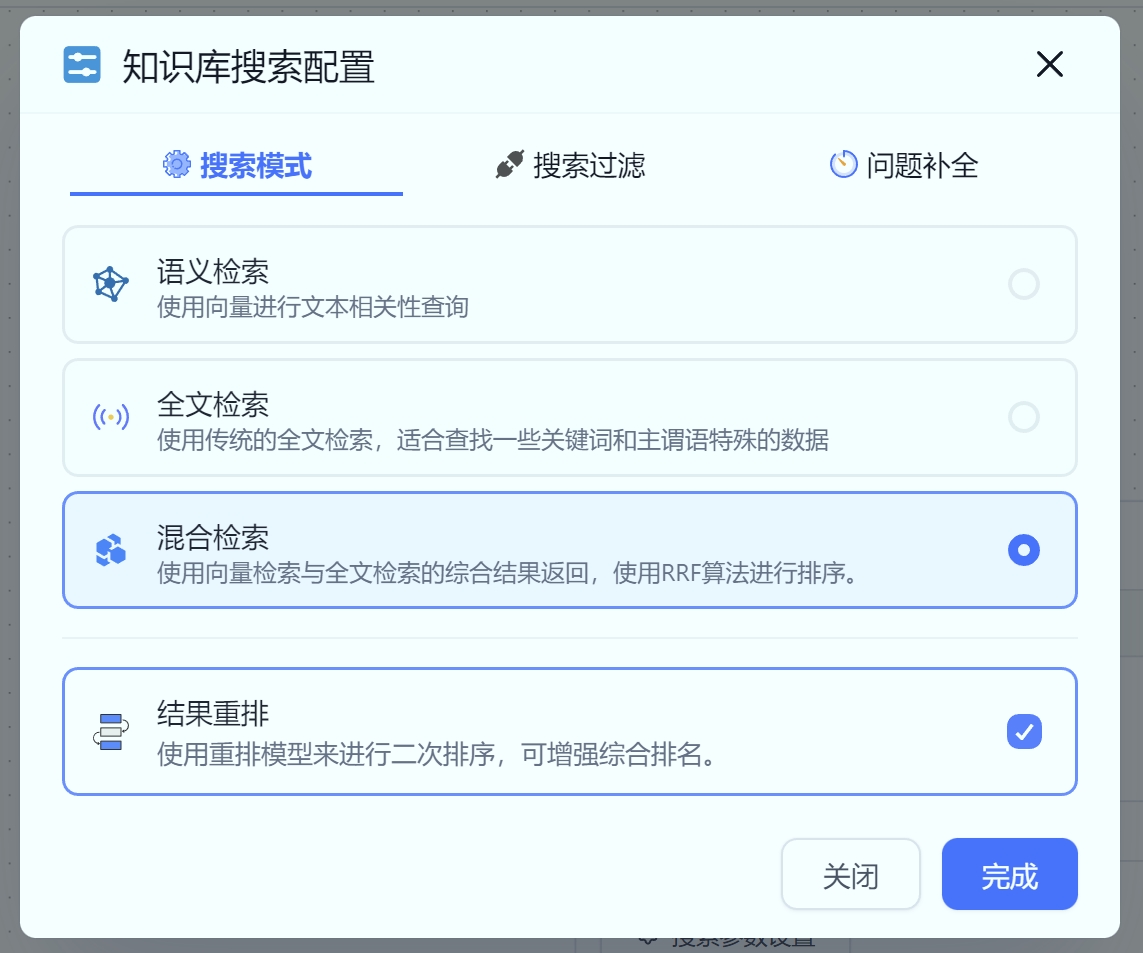 知识库搜索配置
搜索模式
搜索过滤
问题补全
语义检索
使用向量进行文本相关性查询
全文检索
使用传统的全文检索，适合查找一些关键词和主谓语特殊的数据
混合检索
使用向量检索与全文检索的综合结果返回，使用RRF算法进行排序。
结果重排
使用重排模型来进行二次排序，可增强综合排名。
关闭
完成
搜索参数设置